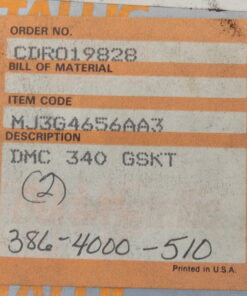 ORDER NO.
CDR019828
BILL OF MATERIAL
ITEM CODE
MJ3G4656AA3
DESCRIPTION
DMC 340 GSKT
(2)
386-4000-510
Printed in U.S.A.